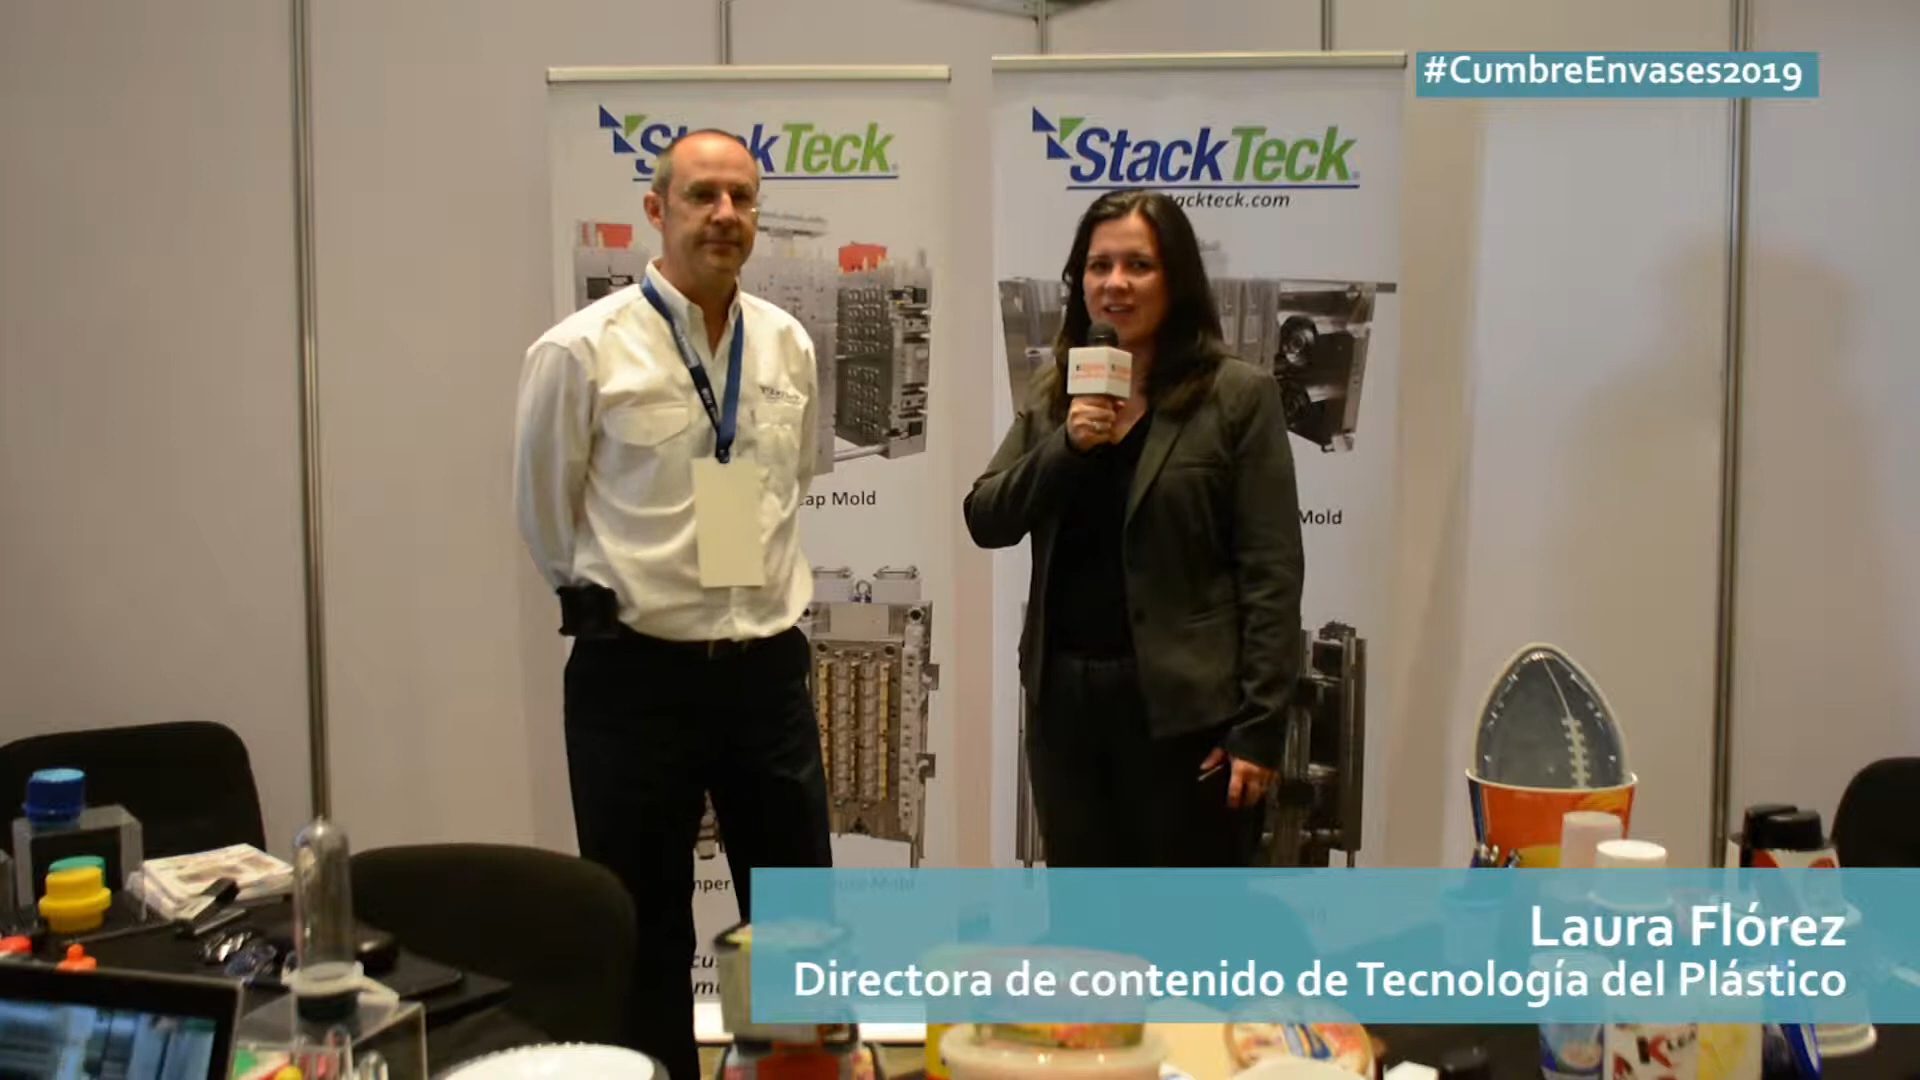 #CumbreEnvases2019
StackTeck
StackTeck
ackteck.com
ap Mold
Mold
Laura Flórez
Directora de contenido de Tecnología del Plástico